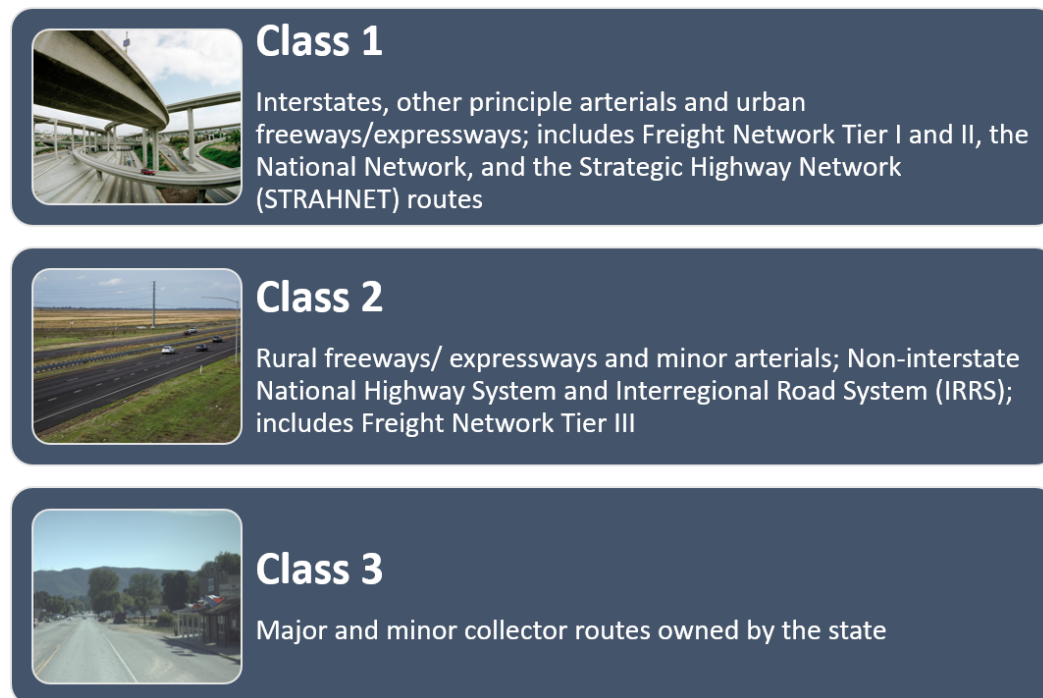 Class 1
Interstates, other principle arterials and urban
freeways/expressways; includes Freight Network Tier I and II, the
National Network, and the Strategic Highway Network
(STRAHNET) routes
Class 2
Rural freeways/ expressways and minor arterials; Non-interstate
National Highway System and Interregional Road System (IRRS);
includes Freight Network Tier III
Class 3
Major and minor collector routes owned by the state